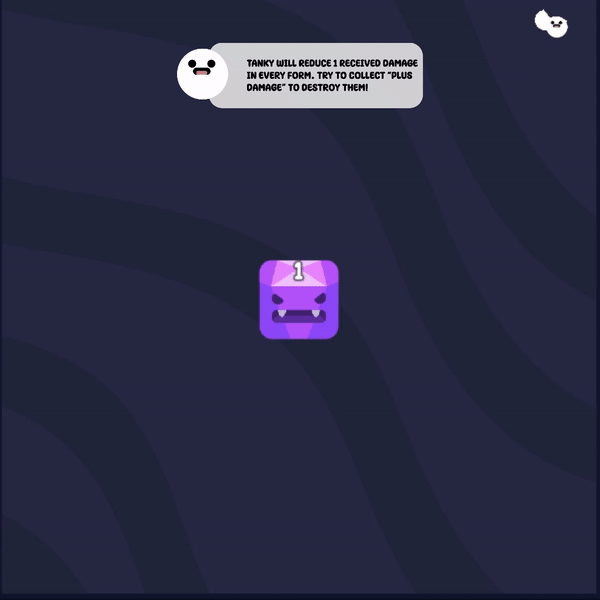 TANKY WILL REDUCE 1 RECEIVED DAMAGE
IN EVERY FORM. TRY TO COLLECT "PLUS
DAMAGE" TO DESTROY THEM!
1